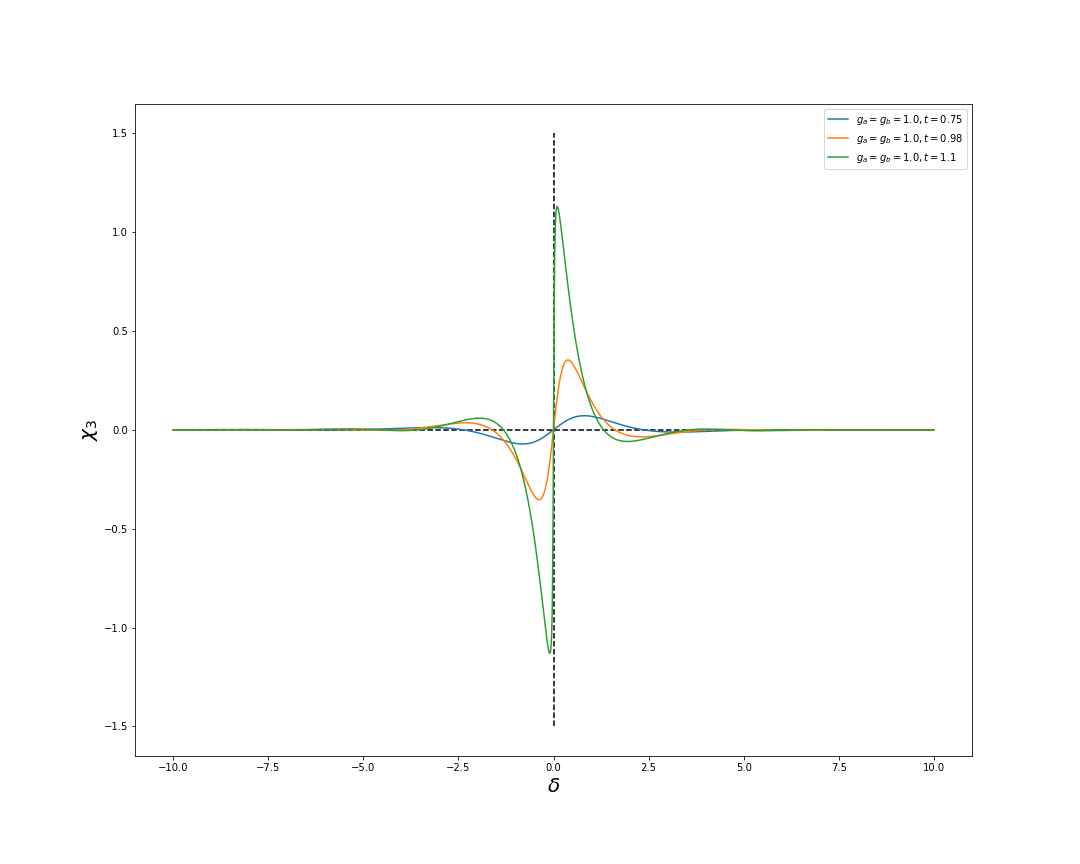 g_a = g_b = 1.0, t = 0.75
g_a = g_b = 1.0, t = 0.98
g_a = g_b = 1.0, t = 1.1
1.5
1.0
0.5
0.0
−0.5
−1.0
−1.5
χ₃
−10.0 −7.5 −5.0 −2.5 0.0 2.5 5.0 7.5 10.0
δ